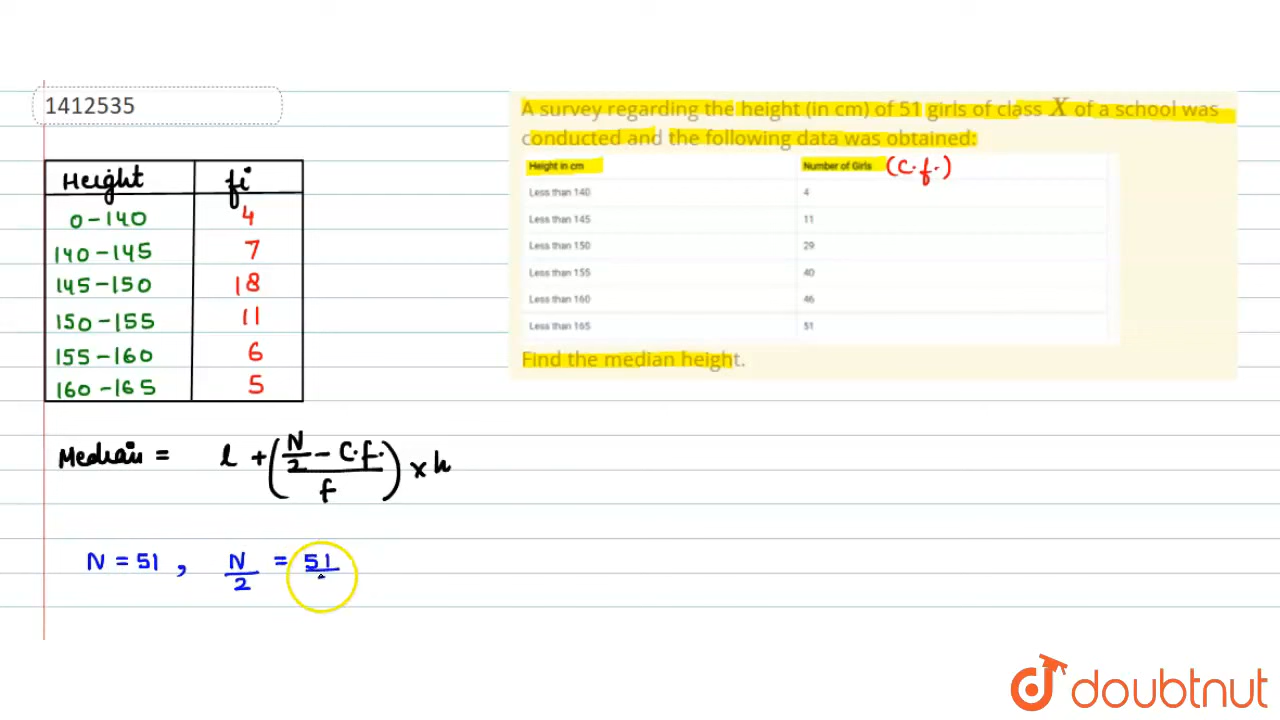 1412535
A survey regarding the height (in cm) of 51 girls of class X of a school was
conducted and the following data was obtained:
Height in cm Number of Girls (c.f.)
Less than 140 4
Less than 145 11
Less than 150 29
Less than 155 40
Less than 160 46
Less than 165 51
Find the median height.
Height fi
0-140 4
140-145 7
145-150 18
150-155 11
155-160 6
160-165 5
Median = l + ( (N/2 - C.f.) / f ) × h
N = 51 , N/2 = 51
doubtnut